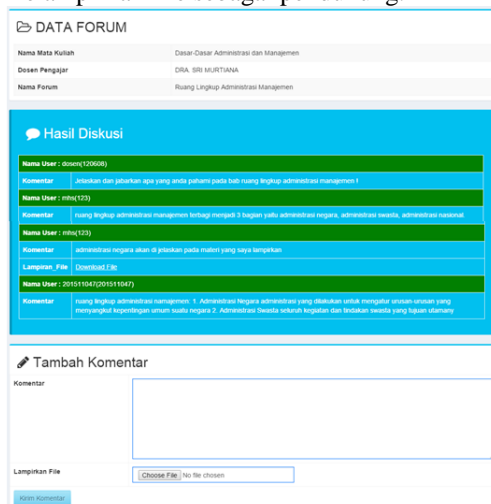 DATA FORUM
Nama Mata Kuliah Dasar-Dasar Administrasi dan Manajemen
Dosen Pengajar DRA. SRI MURTIANA
Nama Forum Ruang Lingkup Administrasi Manajemen
Hasil Diskusi
Nama User : dosen(120608)
Komentar Jelaskan dan jabarkan apa yang anda pahami pada bab ruang lingkup administrasi manajemen !
Nama User : mhs(123)
Komentar ruang lingkup administrasi manajemen terbagi menjadi 3 bagian yaitu administrasi negara, administrasi swasta, administrasi nasional
Nama User : mhs(123)
Komentar administrasi negara akan di jelaskan pada materi yang saya lampirkan
Lampiran_File Download File
Nama User : 201511047(201511047)
Komentar ruang lingkup administrasi namajemen: 1. Administrasi Negara administrasi yang dilakukan untuk mengatur urusan-urusan yang
menyangkut kepentingan umum suatu negara 2. Administrasi Swasta seluruh kegiatan dan tindakan swasta yang tujuan utamany
Tambah Komentar
Komentar
Lampirkan File Choose File No file chosen
Kirim Komentar